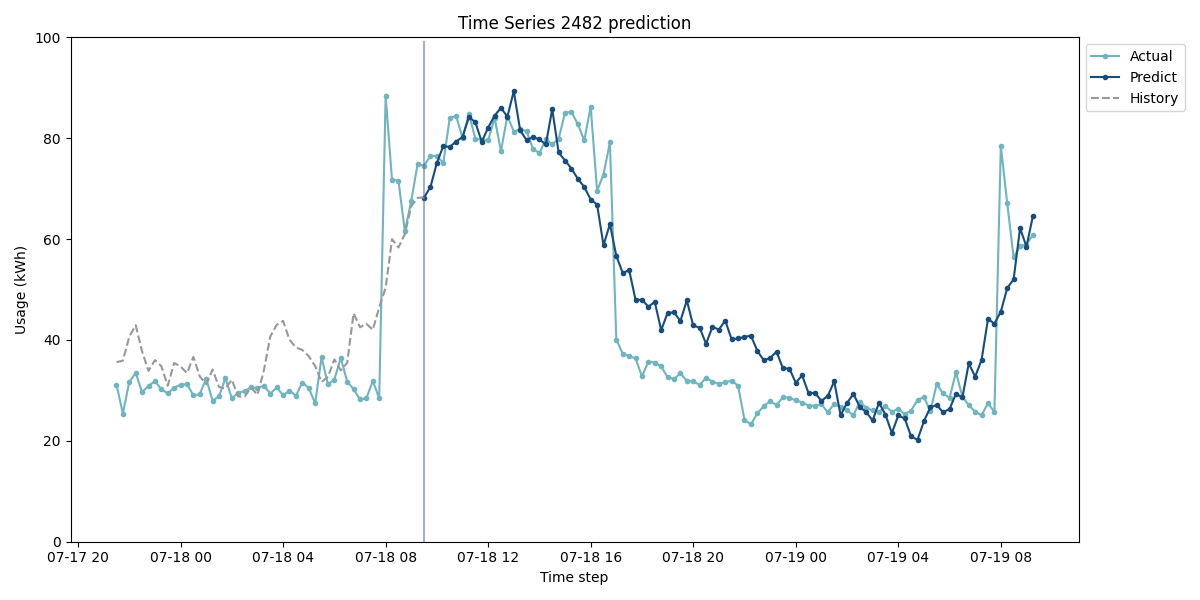 Time Series 2482 prediction
100
80
60
40
20
0
Usage (kWh)
07-17 20
07-18 00
07-18 04
07-18 08
07-18 12
07-18 16
07-18 20
07-19 00
07-19 04
07-19 08
Time step
Actual
Predict
History